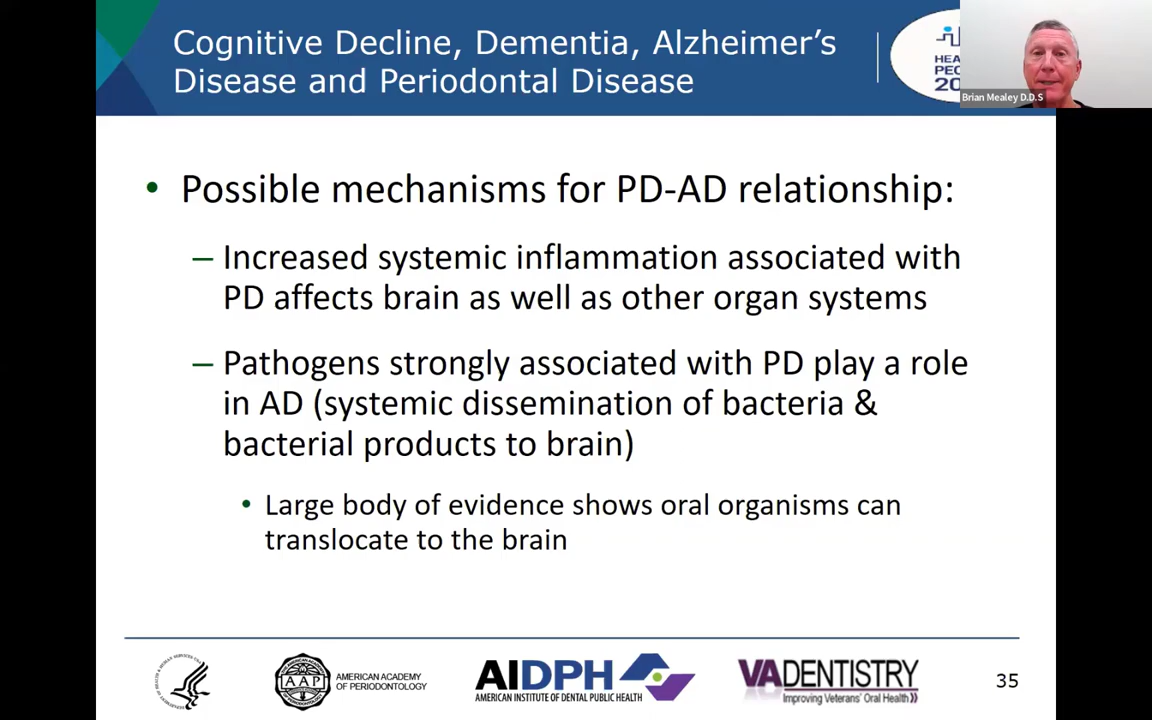 Cognitive Decline, Dementia, Alzheimer's
Disease and Periodontal Disease
Brian Mealey D.D.S
• Possible mechanisms for PD-AD relationship:
– Increased systemic inflammation associated with
PD affects brain as well as other organ systems
– Pathogens strongly associated with PD play a role
in AD (systemic dissemination of bacteria &
bacterial products to brain)
• Large body of evidence shows oral organisms can
translocate to the brain
AAP
AMERICAN ACADEMY
OF PERIODONTOLOGY
AIDPH
AMERICAN INSTITUTE OF DENTAL PUBLIC HEALTH
VADENTISTRY
Improving Veterans' Oral Health
35